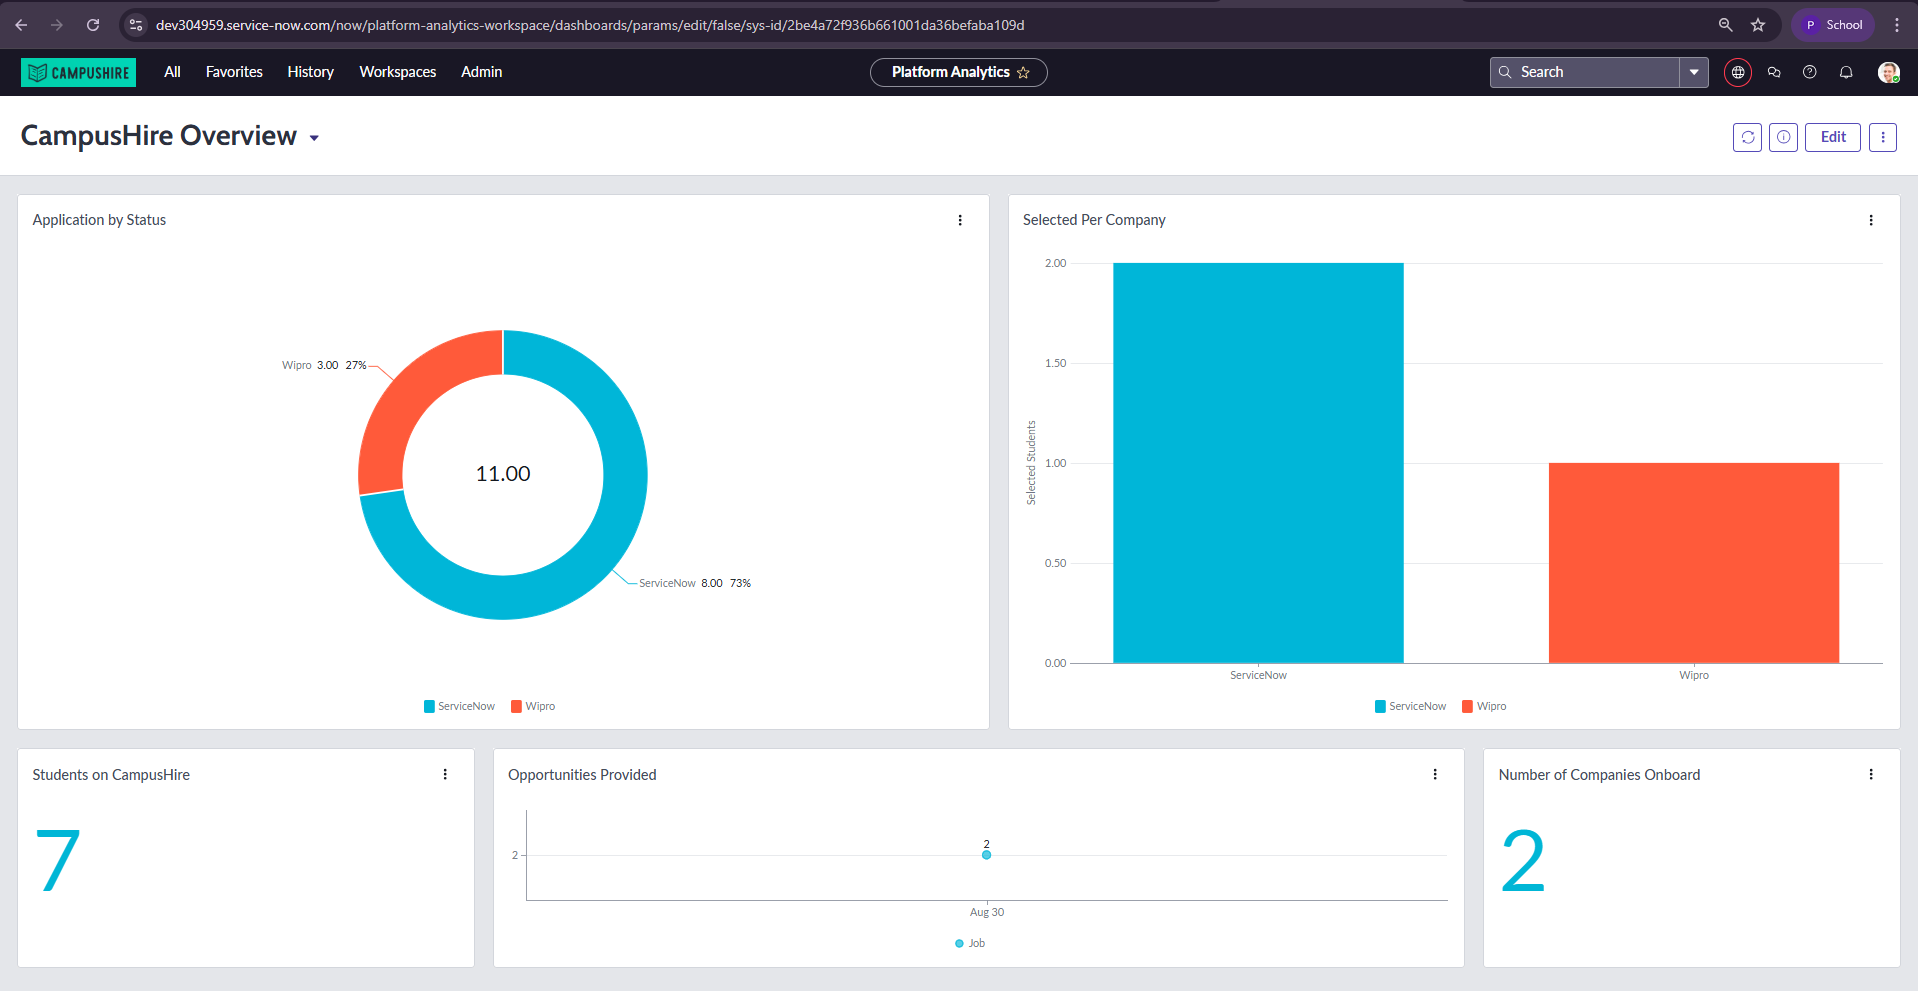 dev304959.service-now.com/now/platform-analytics-workspace/dashboards/params/edit/false/sys-id/2be4a72f936b661001da36befaba109d
P School
CAMPUSHIRE All Favorites History Workspaces Admin Platform Analytics Search
CampusHire Overview
Edit
Application by Status
Wipro 3.00 27%
11.00
ServiceNow 8.00 73%
ServiceNow Wipro
Selected Per Company
2.00
1.50
1.00
0.50
0.00
Selected Students
ServiceNow Wipro
ServiceNow Wipro
Students on CampusHire
7
Opportunities Provided
2
2
Aug 30
Job
Number of Companies Onboard
2